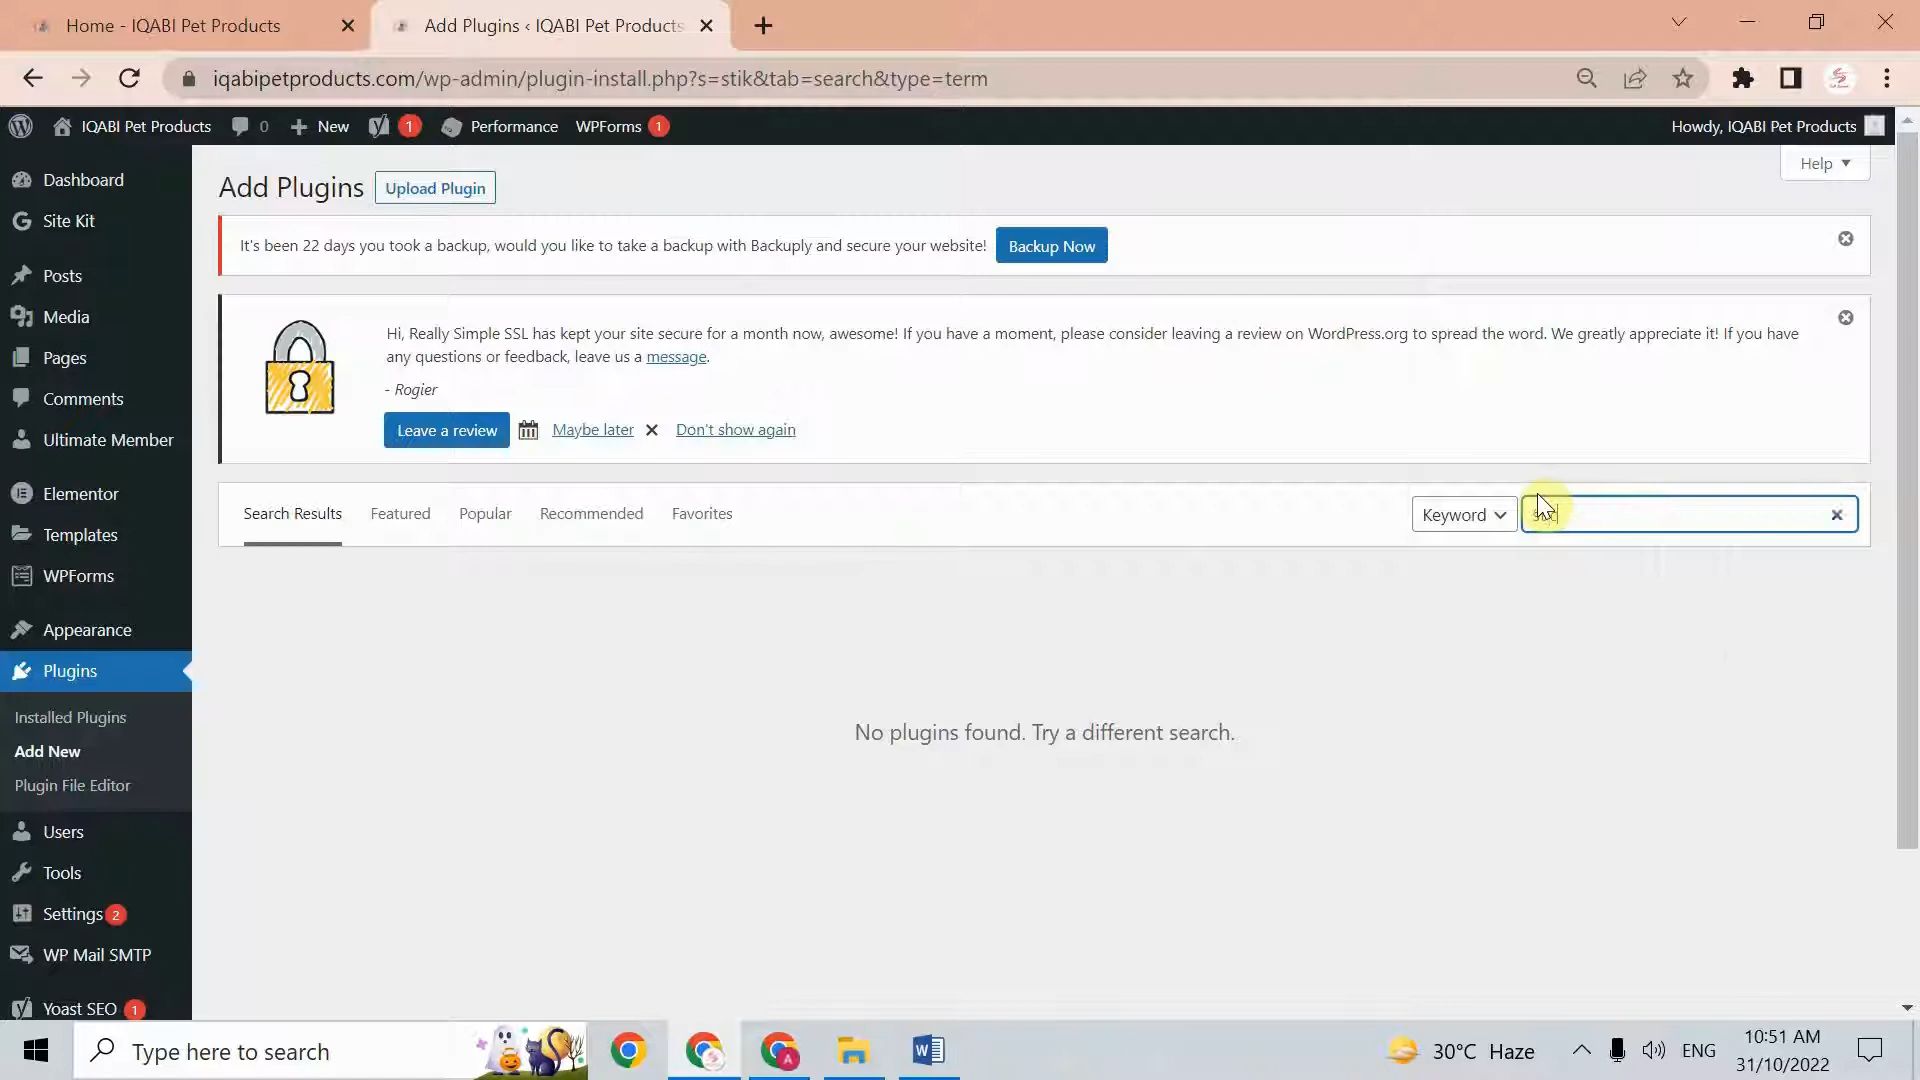 Home - IQABI Pet Products
Add Plugins ‹ IQABI Pet Products
iqabipetproducts.com/wp-admin/plugin-install.php?s=stik&tab=search&type=term
IQABI Pet Products
0
New
1
Performance
WPForms 1
Howdy, IQABI Pet Products
Dashboard
Site Kit
Posts
Media
Pages
Comments
Ultimate Member
Elementor
Templates
WPForms
Appearance
Plugins
Installed Plugins
Add New
Plugin File Editor
Users
Tools
Settings 2
WP Mail SMTP
Yoast SEO 1
Help
Add Plugins
Upload Plugin
It's been 22 days you took a backup, would you like to take a backup with Backuply and secure your website!
Backup Now
Hi, Really Simple SSL has kept your site secure for a month now, awesome! If you have a moment, please consider leaving a review on WordPress.org to spread the word. We greatly appreciate it! If you have
any questions or feedback, leave us a message.
- Rogier
Leave a review
Maybe later
Don't show again
Search Results
Featured
Popular
Recommended
Favorites
Keyword
No plugins found. Try a different search.
Type here to search
30°C Haze
ENG
10:51 AM
31/10/2022